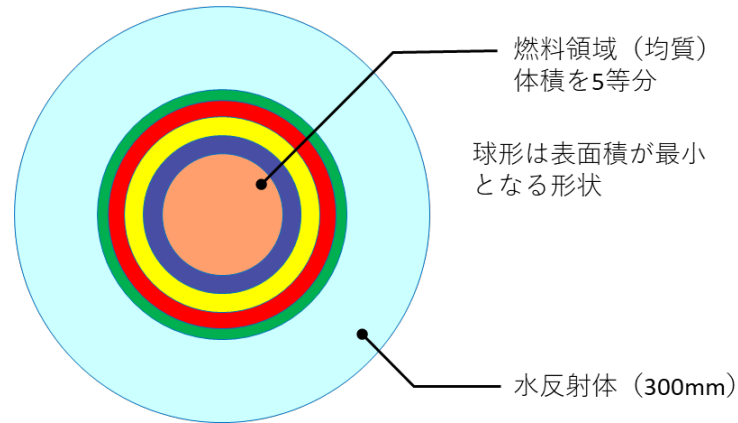 燃料領域（均質）
体積を5等分
球形は表面積が最小
となる形状
水反射体（300mm）